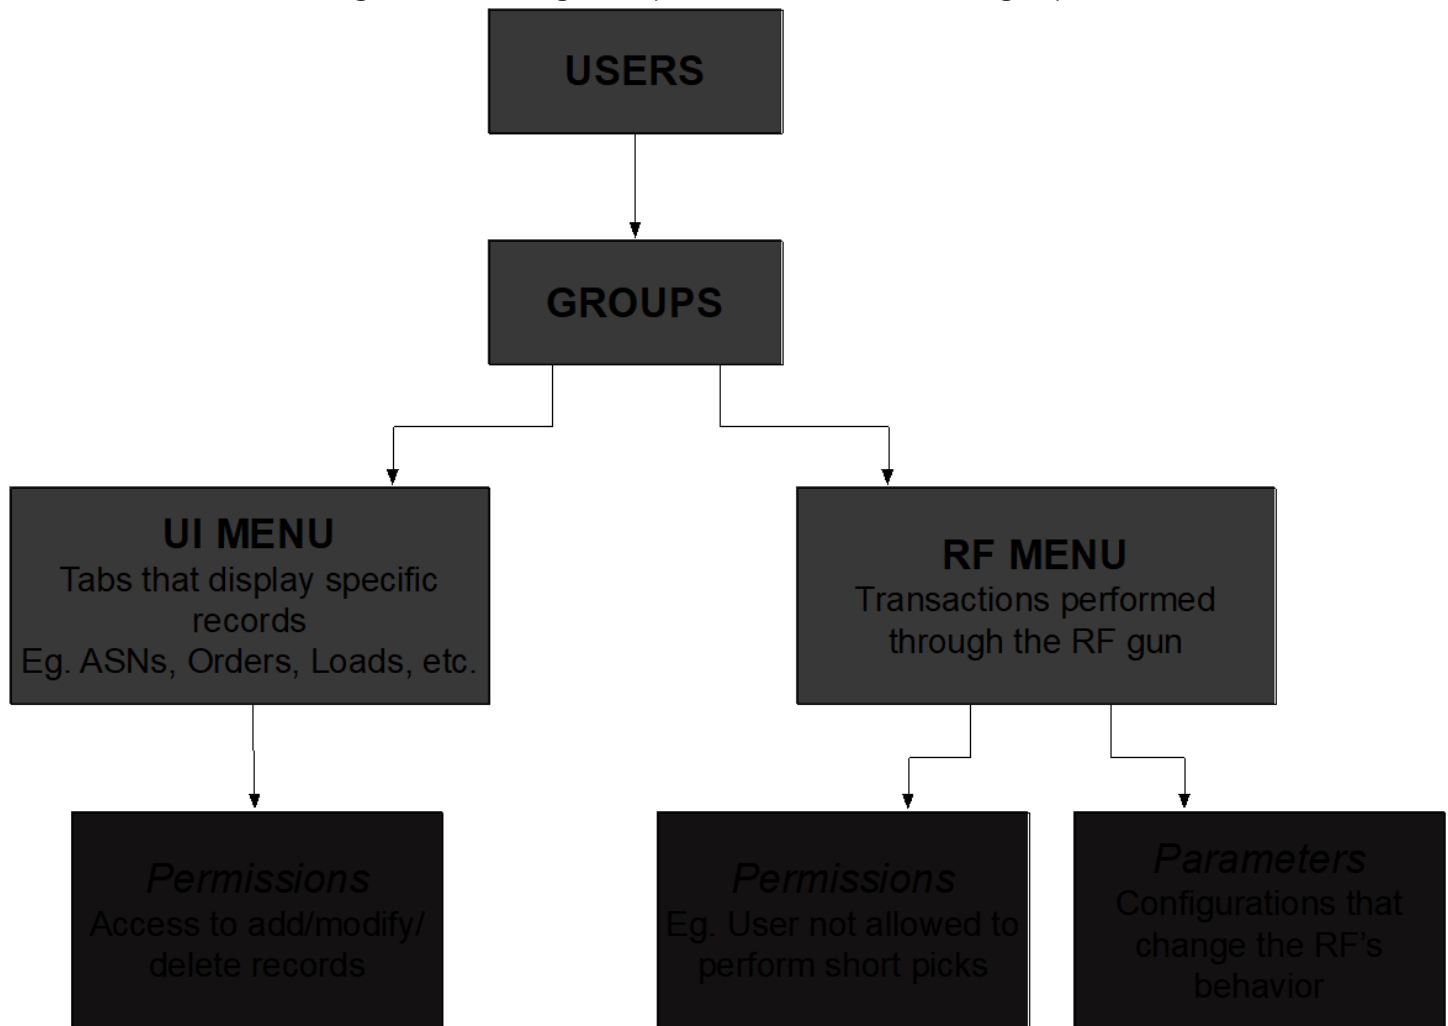 USERS
GROUPS
UI MENU
Tabs that display specific
records
Eg. ASNs, Orders, Loads, etc.
RF MENU
Transactions performed
through the RF gun
Permissions
Access to add/modify/
delete records
Permissions
Eg. User not allowed to
perform short picks
Parameters
Configurations that
change the RF's
behavior